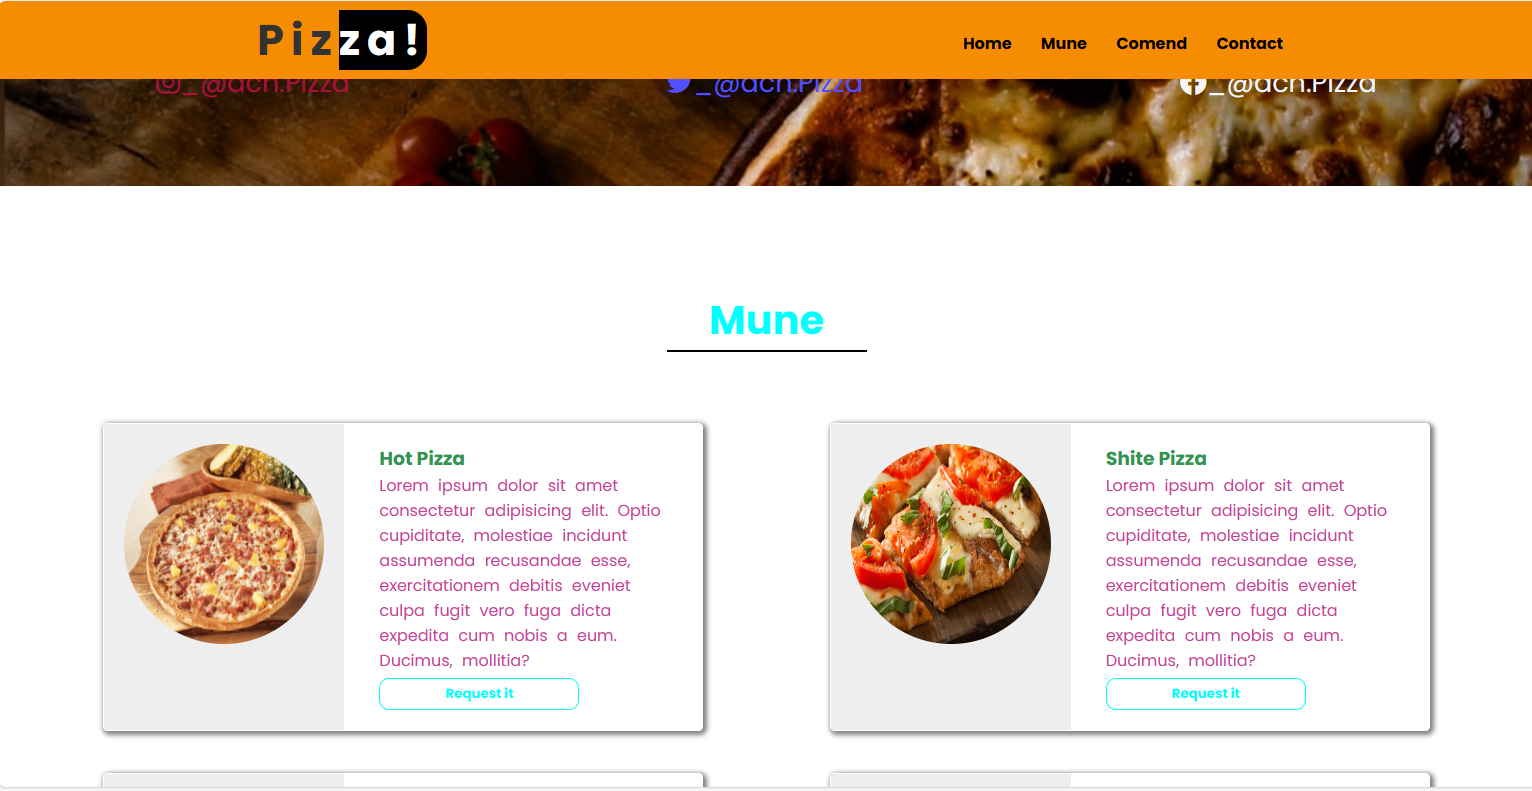 Pizza!
Home Mune Comend Contact
_@dch.Pizza _@dch.Pizza _@dch.Pizza
Mune
Hot Pizza
Lorem ipsum dolor sit amet
consectetur adipisicing elit. Optio
cupiditate, molestiae incidunt
assumenda recusandae esse,
exercitationem debitis eveniet
culpa fugit vero fuga dicta
expedita cum nobis a eum.
Ducimus, mollitia?
Request it
Shite Pizza
Lorem ipsum dolor sit amet
consectetur adipisicing elit. Optio
cupiditate, molestiae incidunt
assumenda recusandae esse,
exercitationem debitis eveniet
culpa fugit vero fuga dicta
expedita cum nobis a eum.
Ducimus, mollitia?
Request it